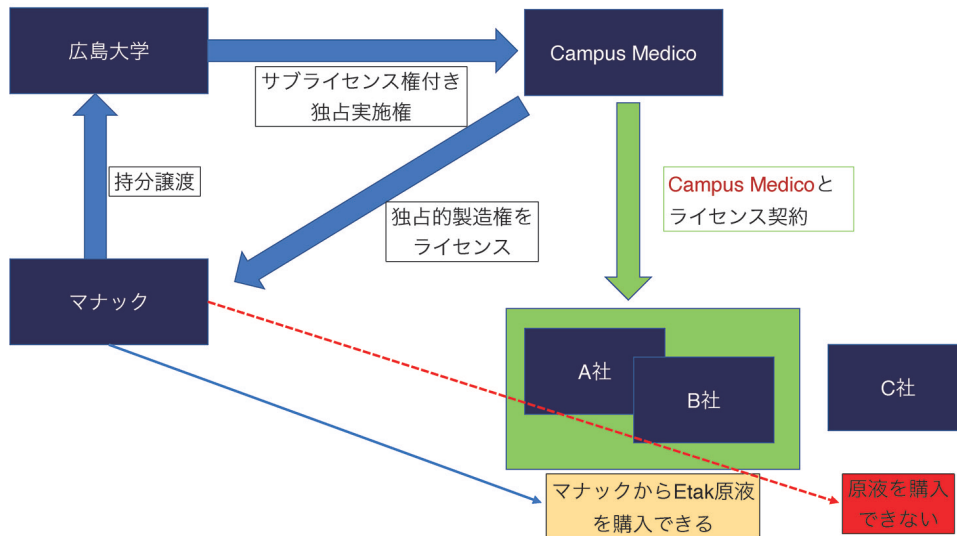 広島大学
Campus Medico
サブライセンス権付き
独占実施権
持分譲渡
Campus Medicoと
ライセンス契約
独占的製造権を
ライセンス
マナック
A社
B社
C社
マナックからEtak原液
を購入できる
原液を購入
できない